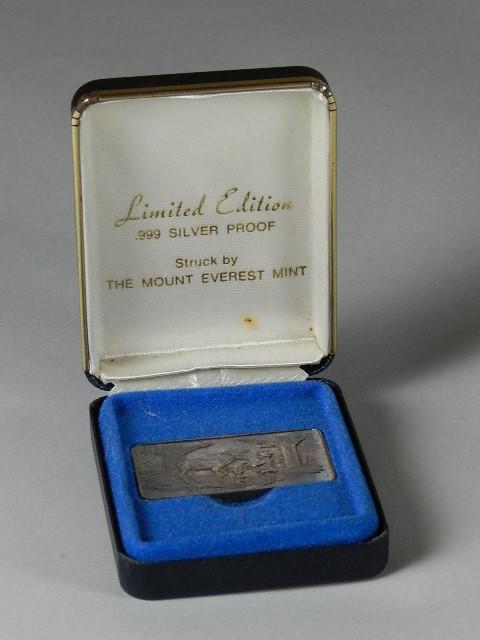 Limited Edition
.999 SILVER PROOF
Struck by
THE MOUNT EVEREST MINT